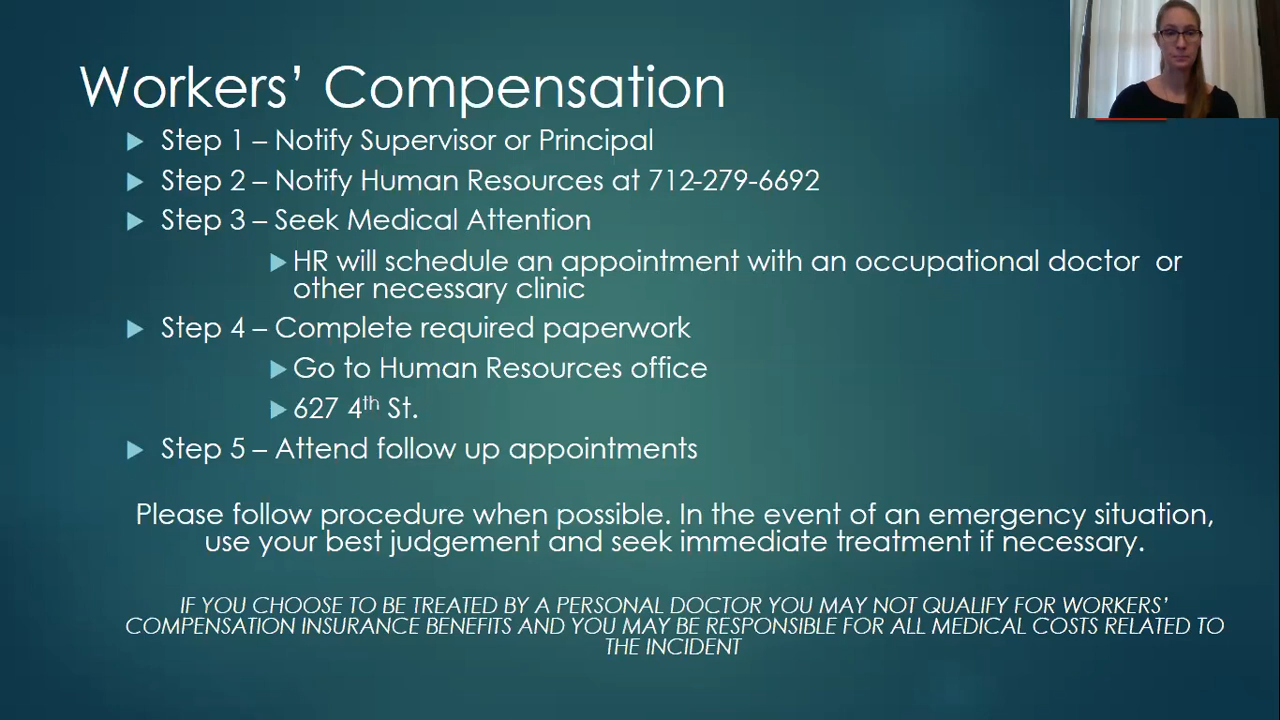 Workers’ Compensation
Step 1 – Notify Supervisor or Principal
Step 2 – Notify Human Resources at 712-279-6692
Step 3 – Seek Medical Attention
HR will schedule an appointment with an occupational doctor or
other necessary clinic
Step 4 – Complete required paperwork
Go to Human Resources office
627 4th St.
Step 5 – Attend follow up appointments
Please follow procedure when possible. In the event of an emergency situation,
use your best judgement and seek immediate treatment if necessary.
IF YOU CHOOSE TO BE TREATED BY A PERSONAL DOCTOR YOU MAY NOT QUALIFY FOR WORKERS’
COMPENSATION INSURANCE BENEFITS AND YOU MAY BE RESPONSIBLE FOR ALL MEDICAL COSTS RELATED TO
THE INCIDENT